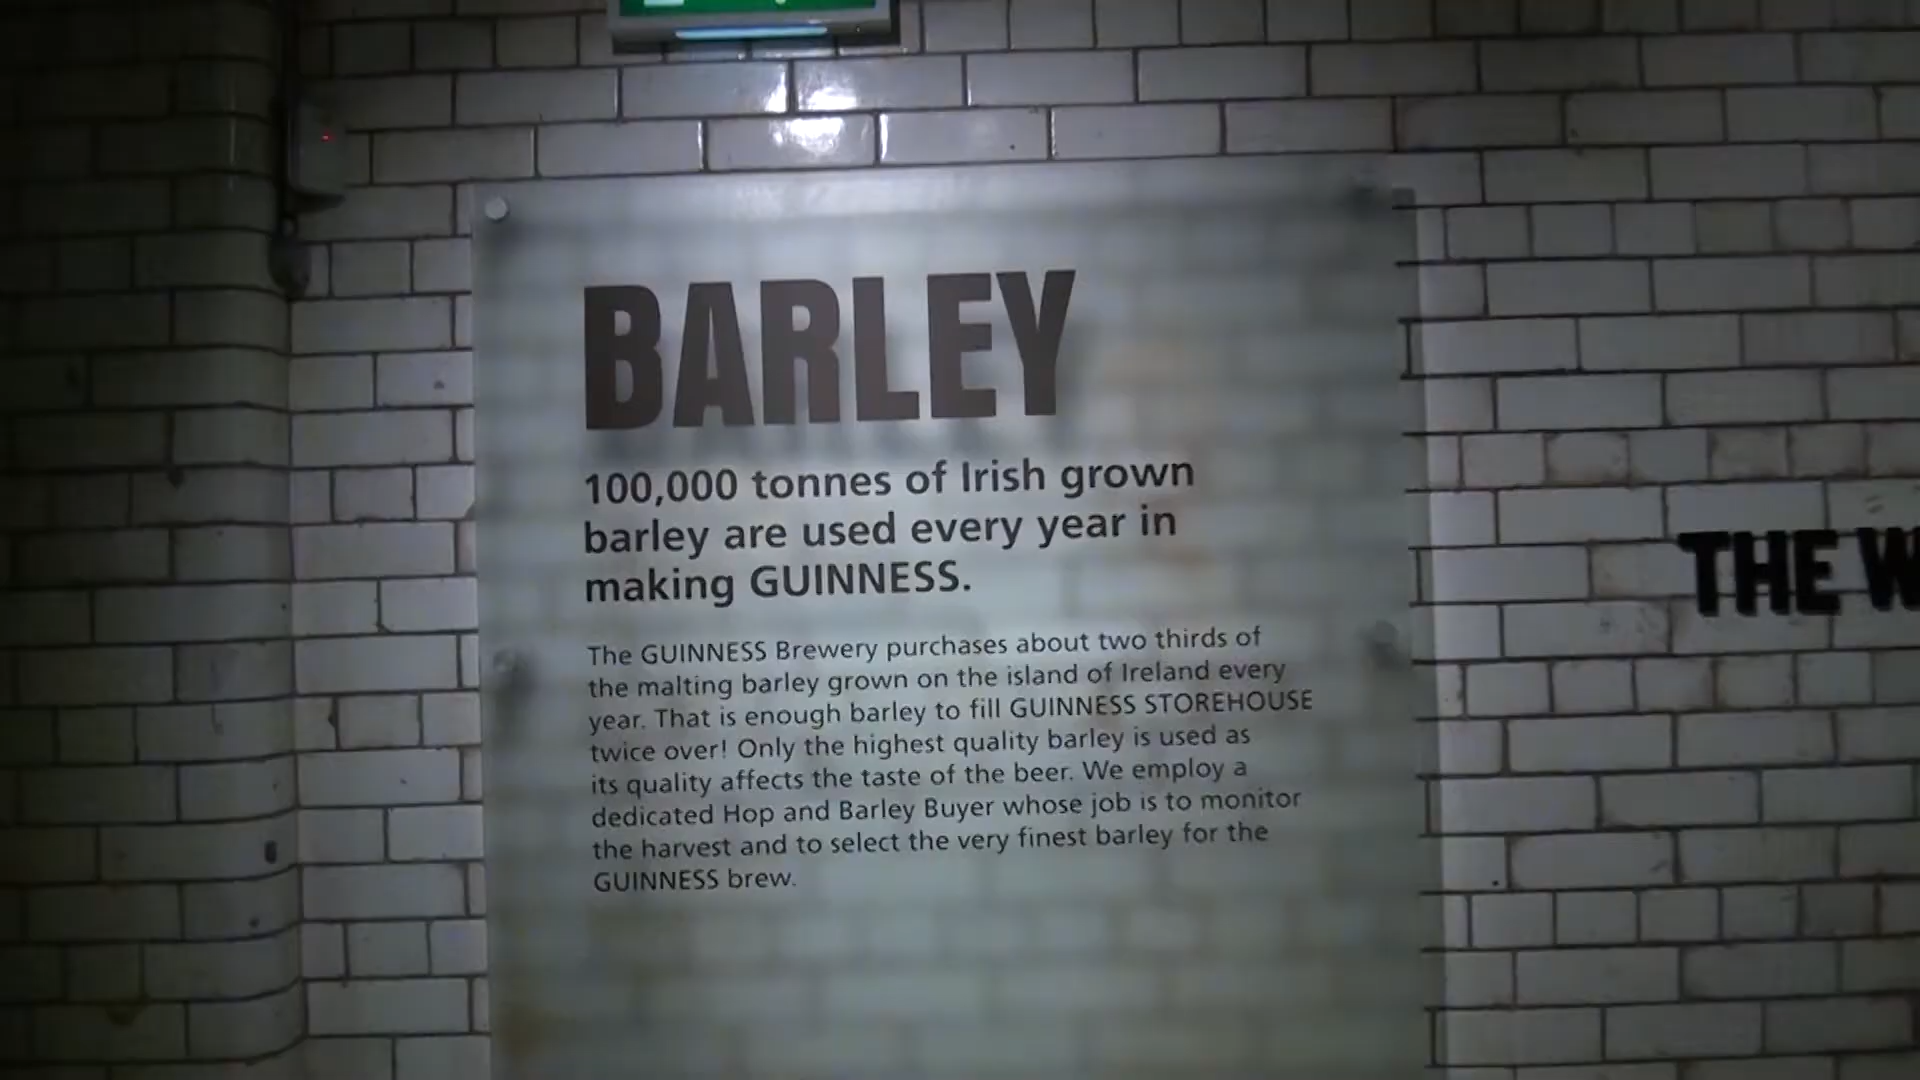 BARLEY
100,000 tonnes of Irish grown
barley are used every year in
making GUINNESS.
The GUINNESS Brewery purchases about two thirds of
the malting barley grown on the island of Ireland every
year. That is enough barley to fill GUINNESS STOREHOUSE
twice over! Only the highest quality barley is used as
its quality affects the taste of the beer. We employ a
dedicated Hop and Barley Buyer whose job is to monitor
the harvest and to select the very finest barley for the
GUINNESS brew.
THE W